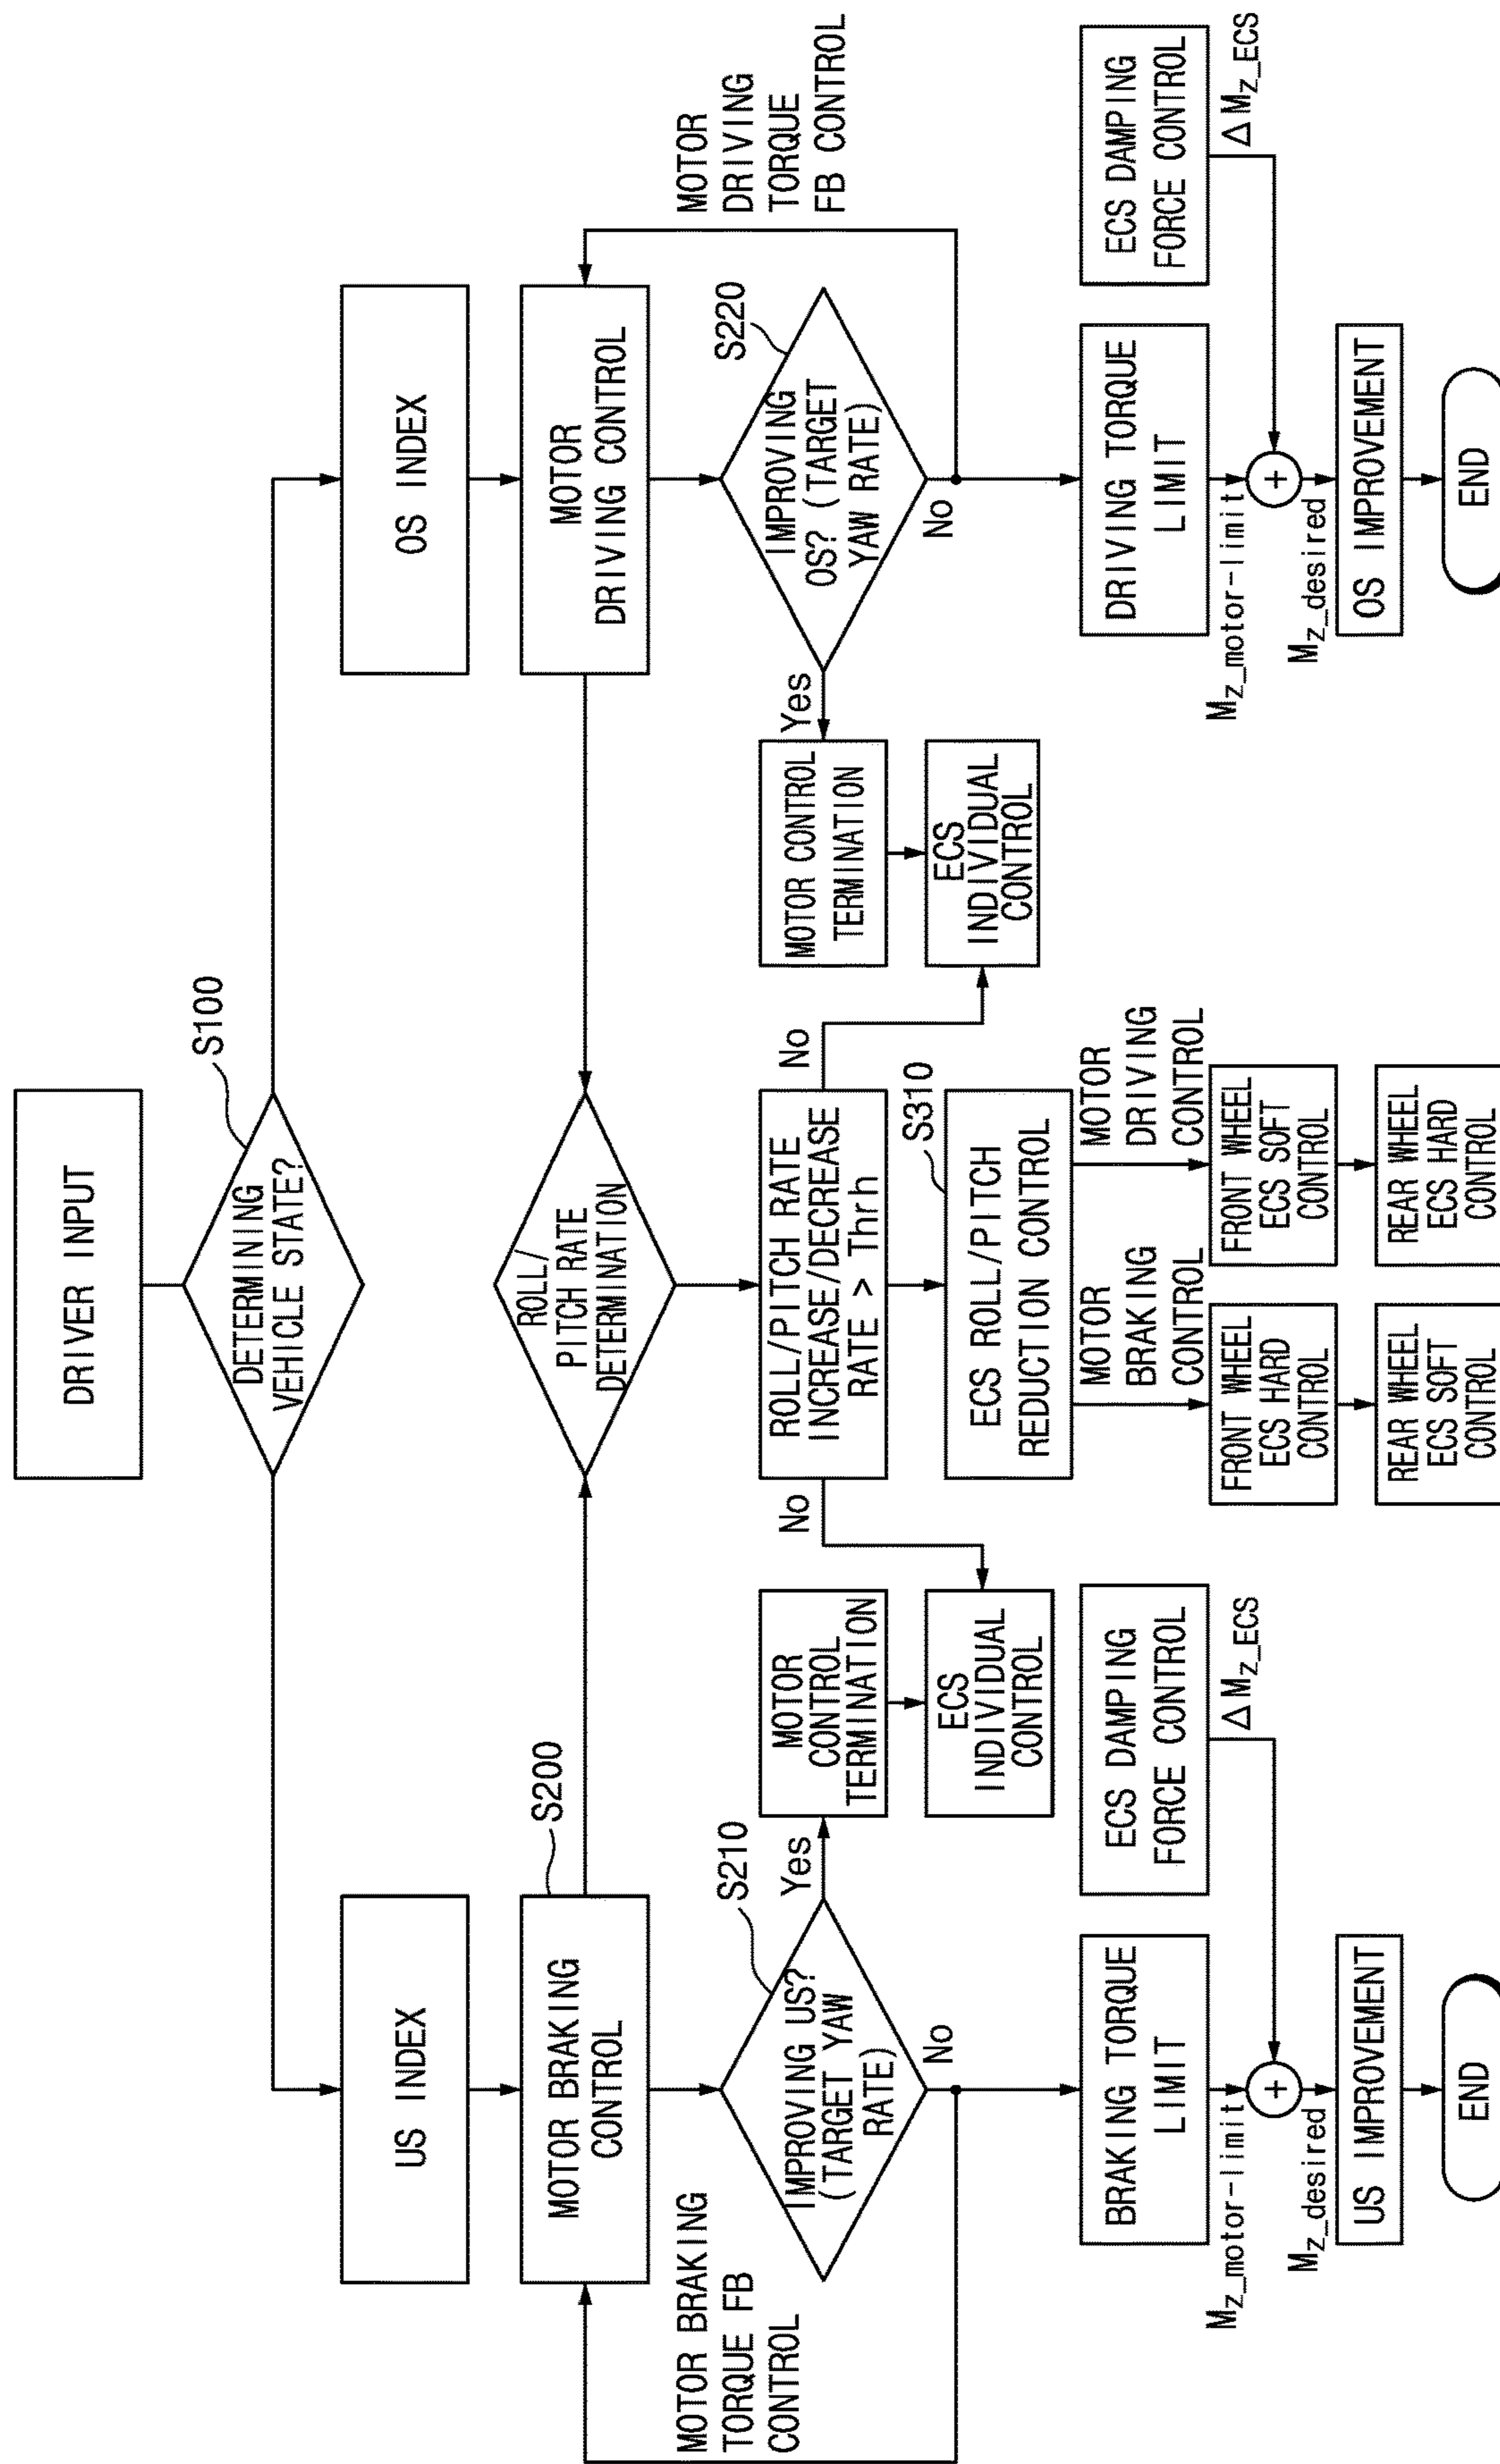 DRIVER INPUT
S100
DETERMINING
VEHICLE STATE?
US INDEX
OS INDEX
S200
MOTOR BRAKING
CONTROL
ROLL/
PITCH RATE
DETERMINATION
MOTOR
DRIVING CONTROL
MOTOR BRAKING
TORQUE FB
CONTROL
S210
IMPROVING US?
(TARGET YAW
RATE)
Yes
No
MOTOR
CONTROL
TERMINATION
ECS
INDIVIDUAL
CONTROL
No
ROLL/PITCH RATE
INCREASE/DECREASE
RATE > Thrh
No
MOTOR CONTROL
TERMINATION
ECS
INDIVIDUAL
CONTROL
Yes
S220
IMPROVING
OS? (TARGET
YAW RATE)
No
MOTOR
DRIVING
TORQUE
FB CONTROL
S310
ECS ROLL/PITCH
REDUCTION CONTROL
MOTOR
BRAKING
CONTROL
MOTOR
DRIVING
CONTROL
FRONT WHEEL
ECS HARD
CONTROL
REAR WHEEL
ECS SOFT
CONTROL
FRONT WHEEL
ECS SOFT
CONTROL
REAR WHEEL
ECS HARD
CONTROL
BRAKING TORQUE
LIMIT
ECS DAMPING
FORCE CONTROL
Mz_motor-limit
+
ΔMz_ECS
Mz_desired
US IMPROVEMENT
END
DRIVING TORQUE
LIMIT
ECS DAMPING
FORCE CONTROL
Mz_motor-limit
+
ΔMz_ECS
Mz_desired
OS IMPROVEMENT
END